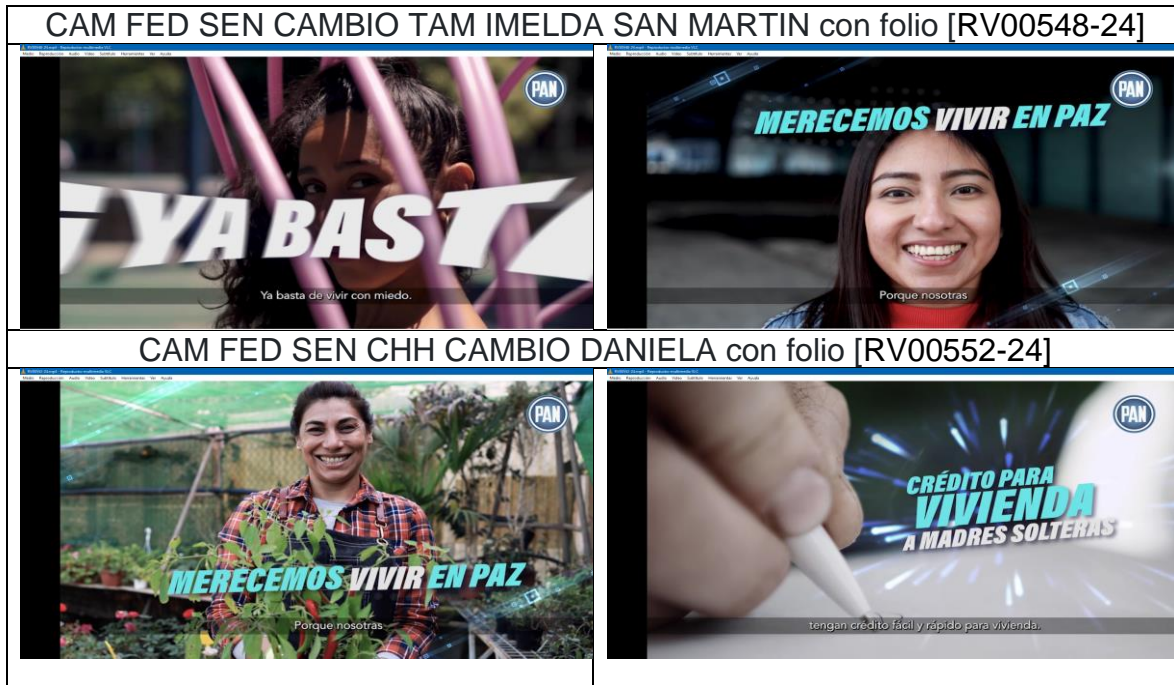 CAM FED SEN CAMBIO TAM IMELDA SAN MARTIN con folio [RV00548-24]
PAN
YA BASTA
Ya basta de vivir con miedo.
PAN
MERECEMOS VIVIR EN PAZ
Porque nosotras
CAM FED SEN CHH CAMBIO DANIELA con folio [RV00552-24]
PAN
MERECEMOS VIVIR EN PAZ
Porque nosotras
PAN
CRÉDITO PARA
VIVIENDA
A MADRES SOLTERAS
tengan crédito fácil y rápido para vivienda.